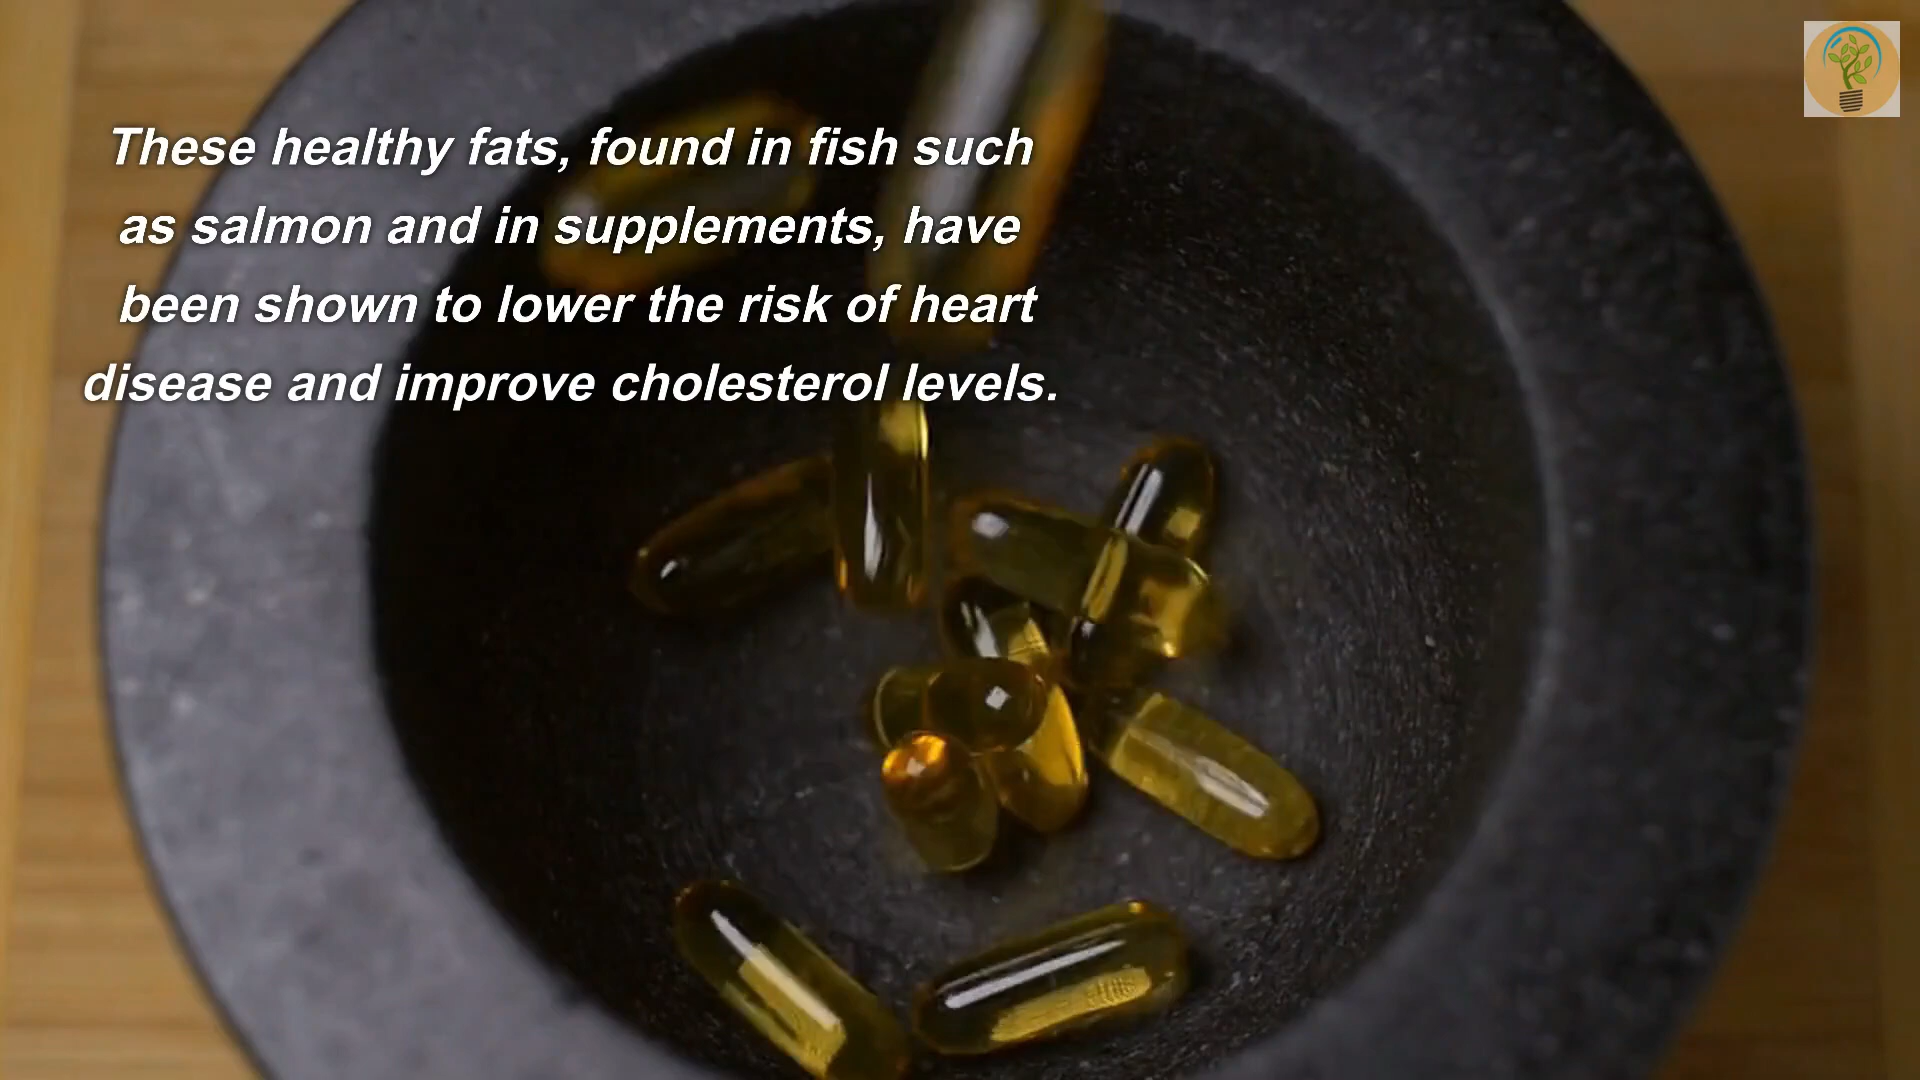 These healthy fats, found in fish such
as salmon and in supplements, have
been shown to lower the risk of heart
disease and improve cholesterol levels.